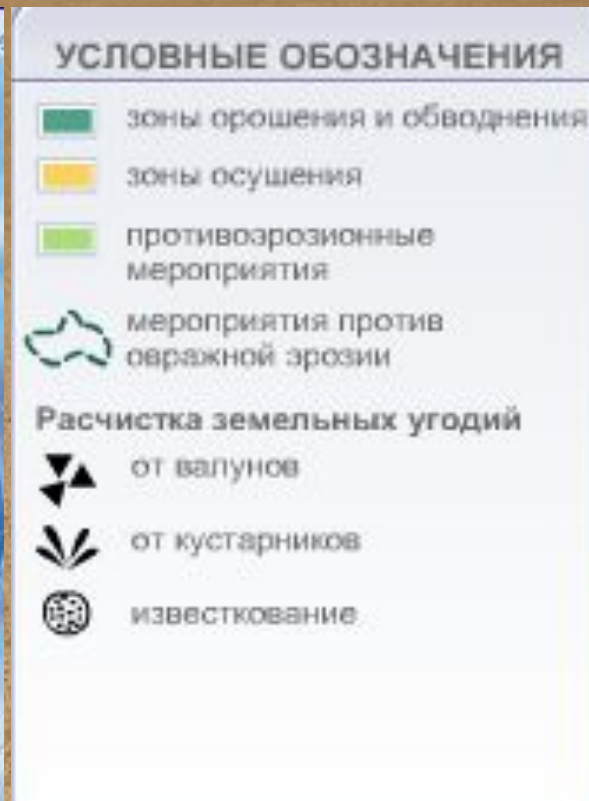 УСЛОВНЫЕ ОБОЗНАЧЕНИЯ
зоны орошения и обводнения
зоны осушения
противоэрозионные
мероприятия
мероприятия против
овражной эрозии
Расчистка земельных угодий
от валунов
от кустарников
известкование